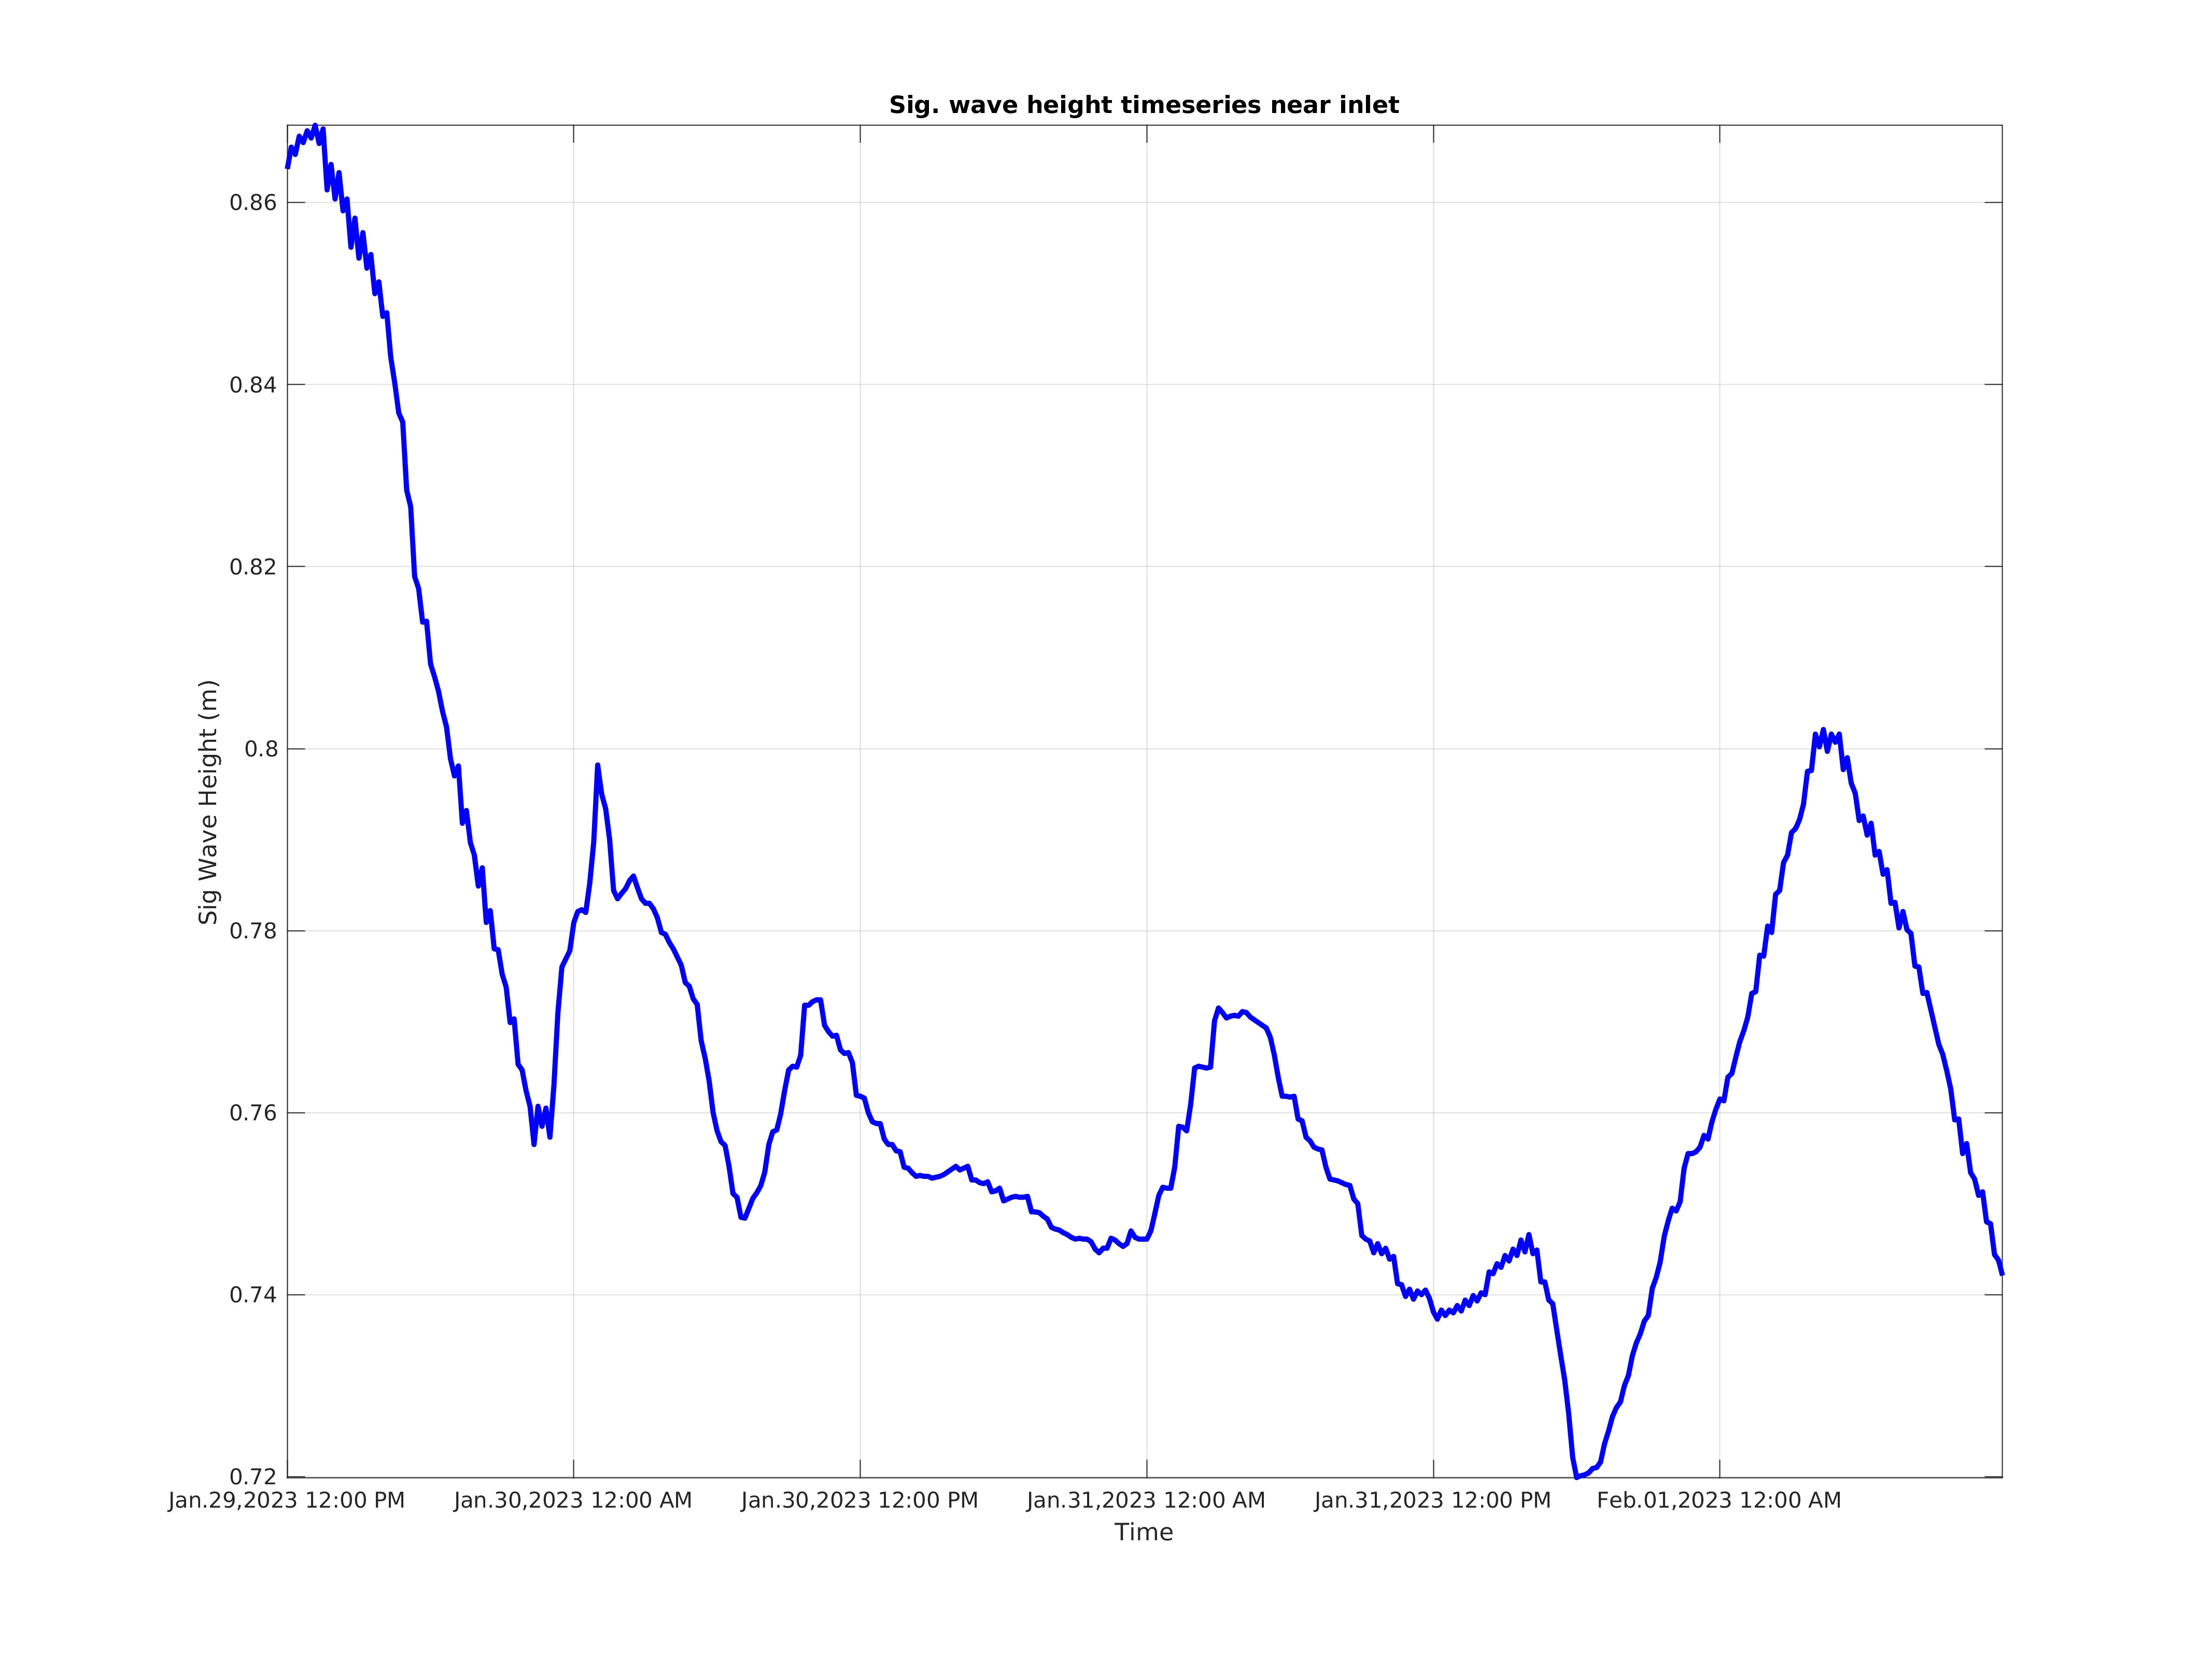 Sig. wave height timeseries near inlet
0.86
0.84
0.82
0.8
0.78
0.76
0.74
0.72
Sig Wave Height (m)
Jan.29,2023 12:00 PM
Jan.30,2023 12:00 AM
Jan.30,2023 12:00 PM
Jan.31,2023 12:00 AM
Jan.31,2023 12:00 PM
Feb.01,2023 12:00 AM
Time